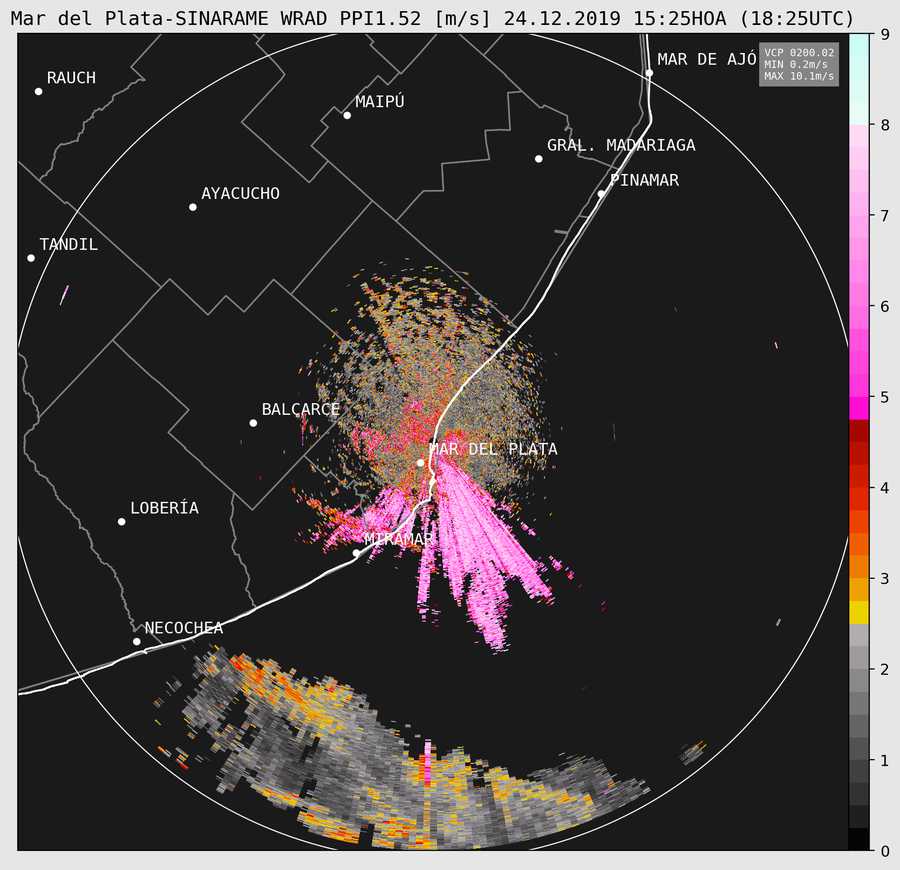 Mar del Plata-SINARAME WRAD PPI1.52 [m/s] 24.12.2019 15:25HOA (18:25UTC)
9
VCP 0200.02
MIN 0.2m/s
MAX 10.1m/s
MAR DE AJÓ
RAUCH
MAIPÚ
8
GRAL. MADARIAGA
PINAMAR
AYACUCHO
7
TANDIL
6
5
BALCARCE
MAR DEL PLATA
4
LOBERÍA
MIRAMAR
3
NECOCHEA
2
1
0